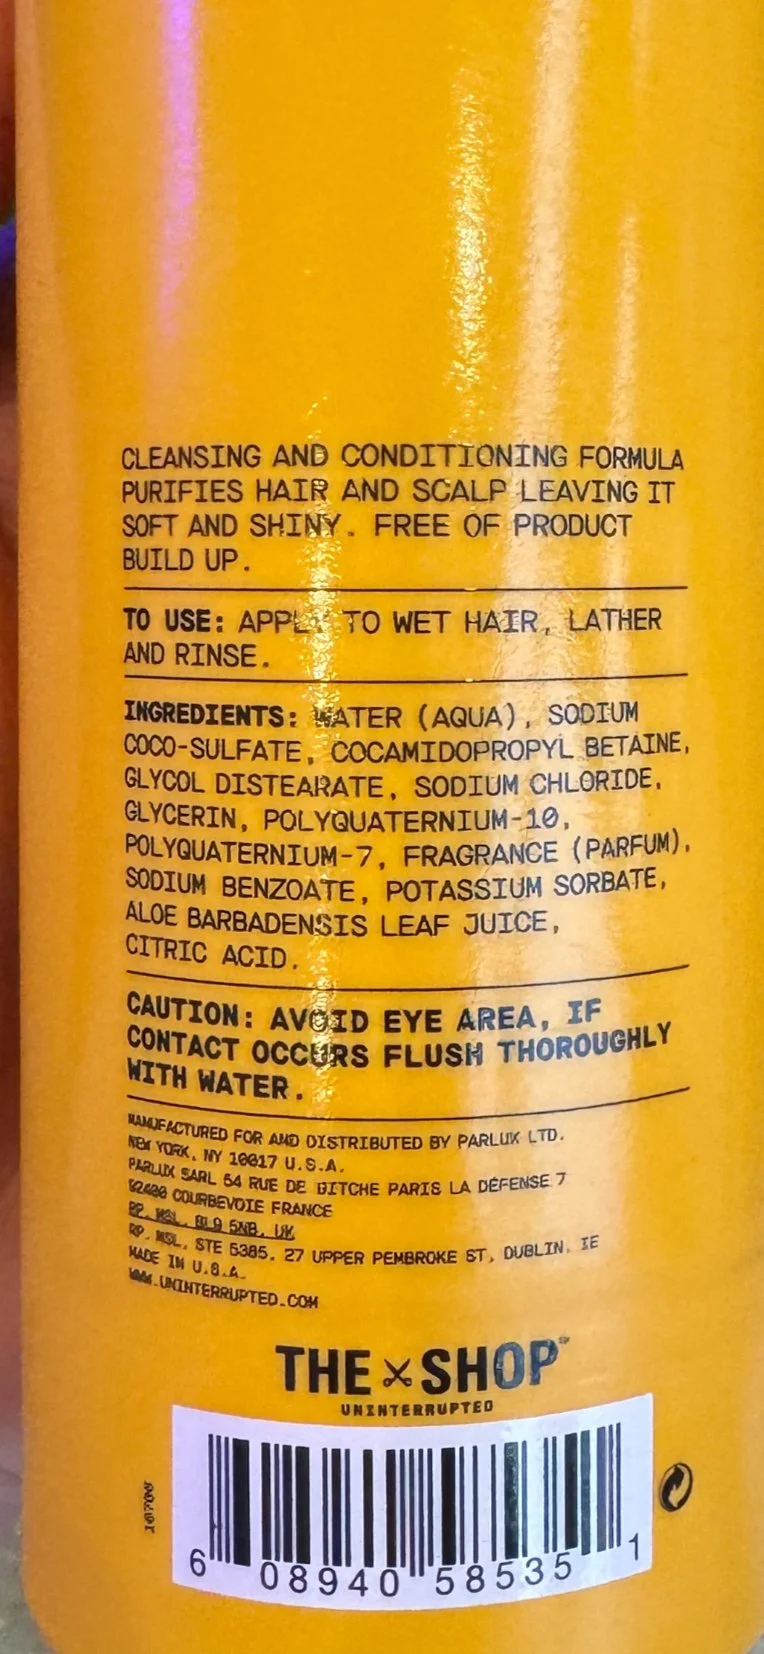 CLEANSING AND CONDITIONING FORMULA
PURIFIES HAIR AND SCALP LEAVING IT
SOFT AND SHINY. FREE OF PRODUCT
BUILD UP.
TO USE: APPLY TO WET HAIR, LATHER
AND RINSE.
INGREDIENTS: WATER (AQUA), SODIUM
COCO-SULFATE, COCAMIDOPROPYL BETAINE,
GLYCOL DISTEARATE, SODIUM CHLORIDE,
GLYCERIN, POLYQUATERNIUM-10,
POLYQUATERNIUM-7, FRAGRANCE (PARFUM),
SODIUM BENZOATE, POTASSIUM SORBATE,
ALOE BARBADENSIS LEAF JUICE,
CITRIC ACID.
CAUTION: AVOID EYE AREA, IF
CONTACT OCCURS FLUSH THOROUGHLY
WITH WATER.
MANUFACTURED FOR AND DISTRIBUTED BY PARLUX LTD.
NEW YORK, NY 10017 U.S.A.
PARLUX SARL 54 RUE DE BITCHE PARIS LA DÉFENSE 7
92400 COURBEVOIE FRANCE
RP. MSL, BL9 5NB, UK
RP. MSL, STE 5385, 27 UPPER PEMBROKE ST, DUBLIN, IE
MADE IN U.S.A.
WWW.UNINTERRUPTED.COM
THE SHOP
UNINTERRUPTED
6 08940 58535 1